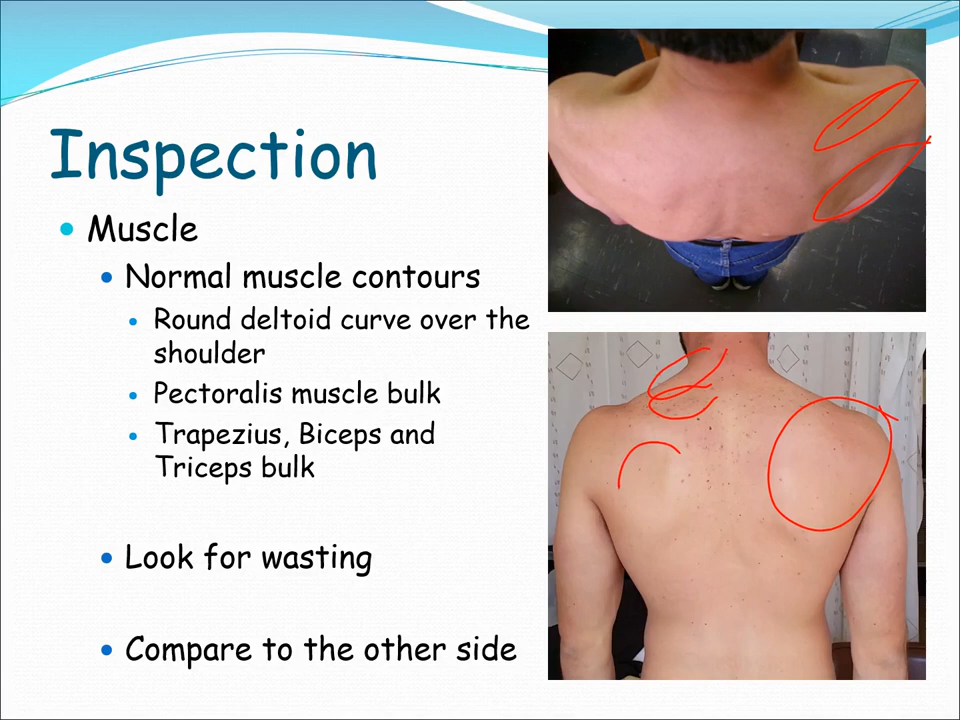 Inspection
Muscle
Normal muscle contours
Round deltoid curve over the
shoulder
Pectoralis muscle bulk
Trapezius, Biceps and
Triceps bulk
Look for wasting
Compare to the other side